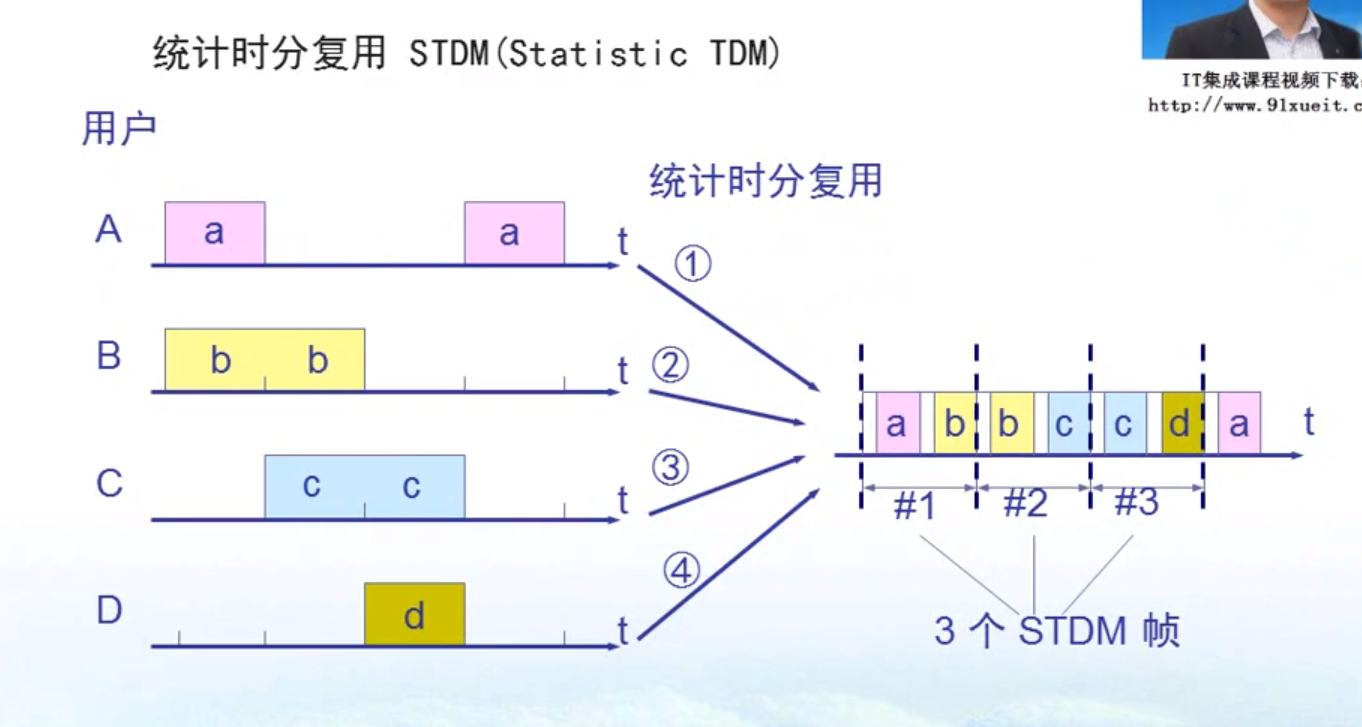 统计时分复用 STDM(Statistic TDM)
IT集成课程视频下载
http://www.91xueit.c
用户
统计时分复用
A a a t
①
B b b t
②
a b b c c d a t
C c c t
③
#1 #2 #3
D d t
④
3 个 STDM 帧